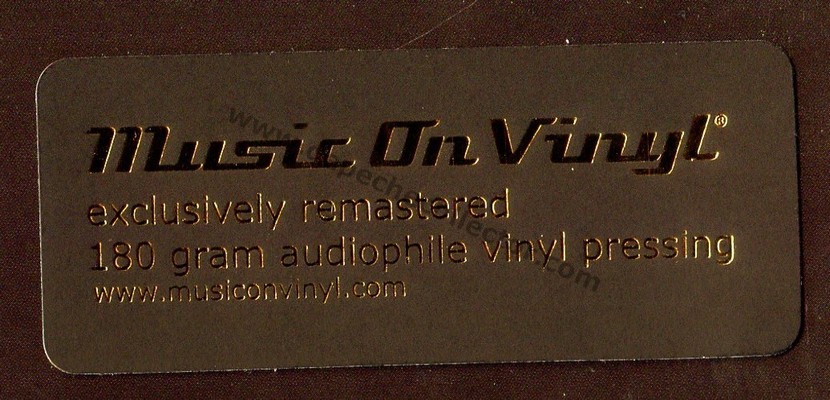 Music On Vinyl®
exclusively remastered
180 gram audiophile vinyl pressing
www.musiconvinyl.com